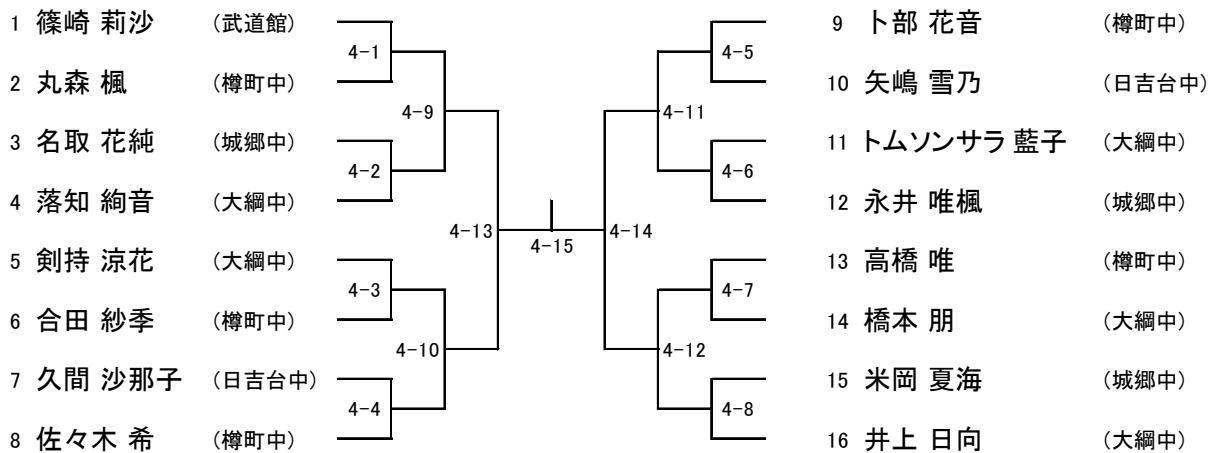 1 篠崎 莉沙 (武道館)
2 丸森 楓 (樽町中)
3 名取 花純 (城郷中)
4 落知 絢音 (大綱中)
5 剣持 涼花 (大綱中)
6 合田 紗季 (樽町中)
7 久間 沙那子 (日吉台中)
8 佐々木 希 (樽町中)
4-1
4-2
4-3
4-4
4-9
4-10
4-13
4-15
4-14
4-11
4-12
4-5
4-6
4-7
4-8
9 卜部 花音 (樽町中)
10 矢嶋 雪乃 (日吉台中)
11 トムソンサラ 藍子 (大綱中)
12 永井 唯楓 (城郷中)
13 高橋 唯 (樽町中)
14 橋本 朋 (大綱中)
15 米岡 夏海 (城郷中)
16 井上 日向 (大綱中)